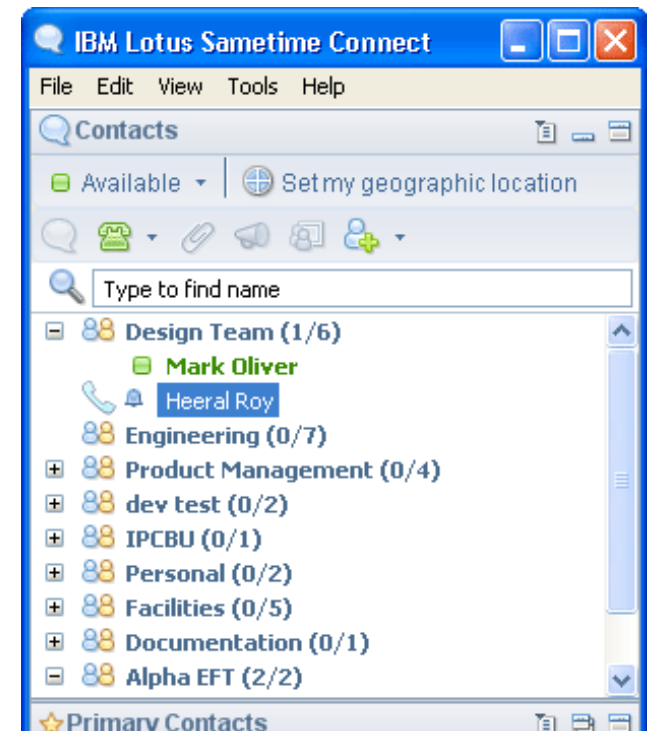 IBM Lotus Sametime Connect
File Edit View Tools Help
Contacts
Available Set my geographic location
Type to find name
Design Team (1/6)
Mark Oliver
Heeral Roy
Engineering (0/7)
Product Management (0/4)
dev test (0/2)
IPCBU (0/1)
Personal (0/2)
Facilities (0/5)
Documentation (0/1)
Alpha EFT (2/2)
Primary Contacts